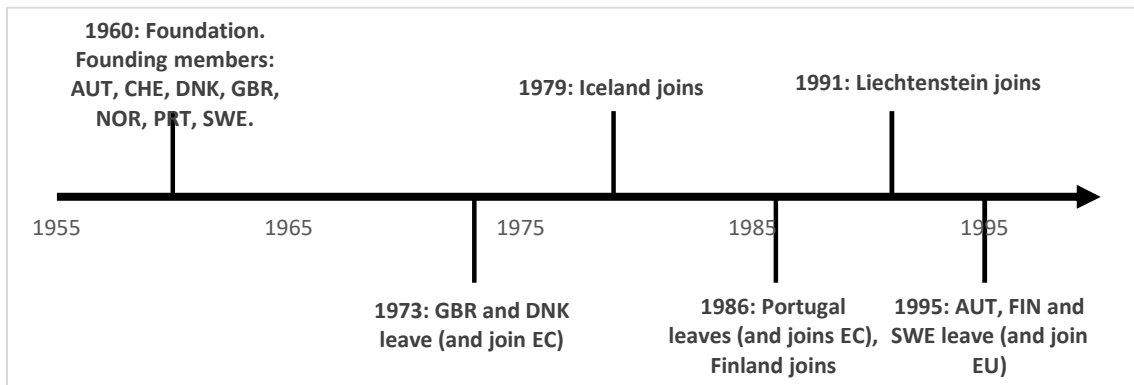 1960: Foundation.
Founding members:
AUT, CHE, DNK, GBR,
NOR, PRT, SWE.
1979: Iceland joins
1991: Liechtenstein joins
1955
1965
1975
1985
1995
1973: GBR and DNK
leave (and join EC)
1986: Portugal
leaves (and joins EC),
Finland joins
1995: AUT, FIN and
SWE leave (and join
EU)